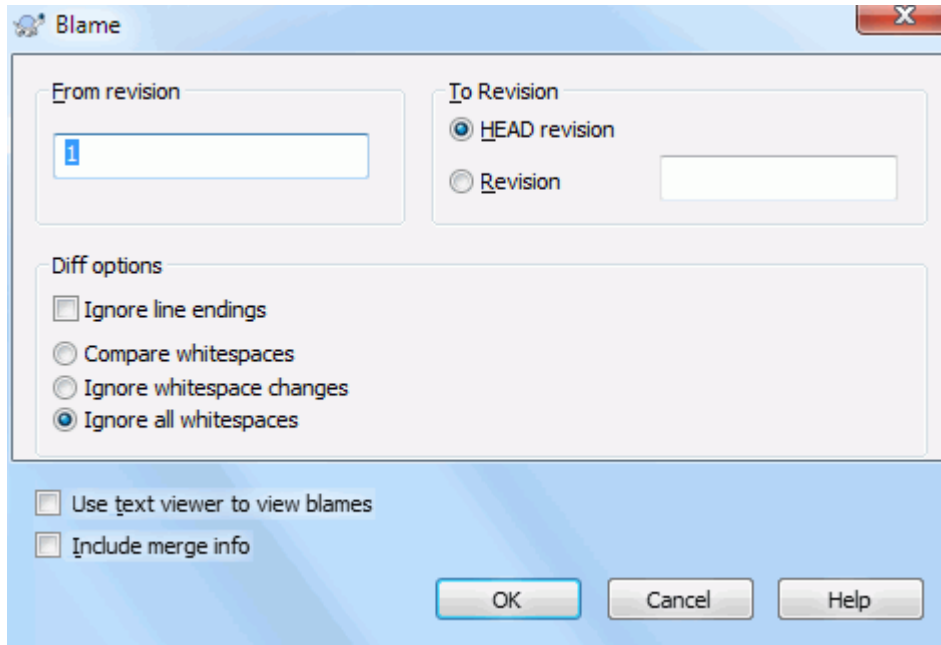 Blame
From revision
1
To Revision
HEAD revision
Revision
Diff options
Ignore line endings
Compare whitespaces
Ignore whitespace changes
Ignore all whitespaces
Use text viewer to view blames
Include merge info
OK Cancel Help